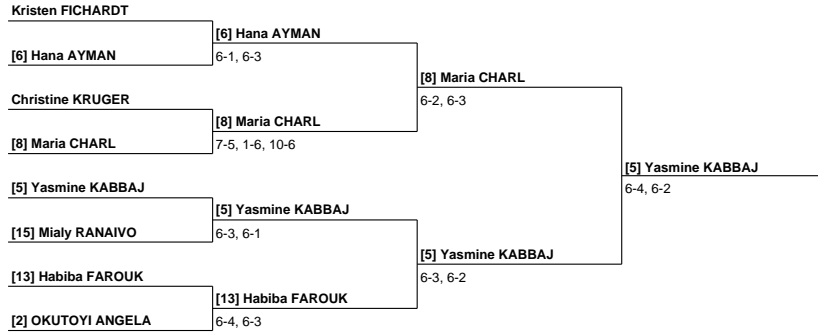 Kristen FICHARDT
[6] Hana AYMAN
[6] Hana AYMAN
6-1, 6-3
[8] Maria CHARL
6-2, 6-3
Christine KRUGER
[8] Maria CHARL
[8] Maria CHARL
7-5, 1-6, 10-6
[5] Yasmine KABBAJ
6-4, 6-2
[5] Yasmine KABBAJ
[5] Yasmine KABBAJ
[15] Mialy RANAIVO
6-3, 6-1
[5] Yasmine KABBAJ
6-3, 6-2
[13] Habiba FAROUK
[13] Habiba FAROUK
[2] OKUTOYI ANGELA
6-4, 6-3